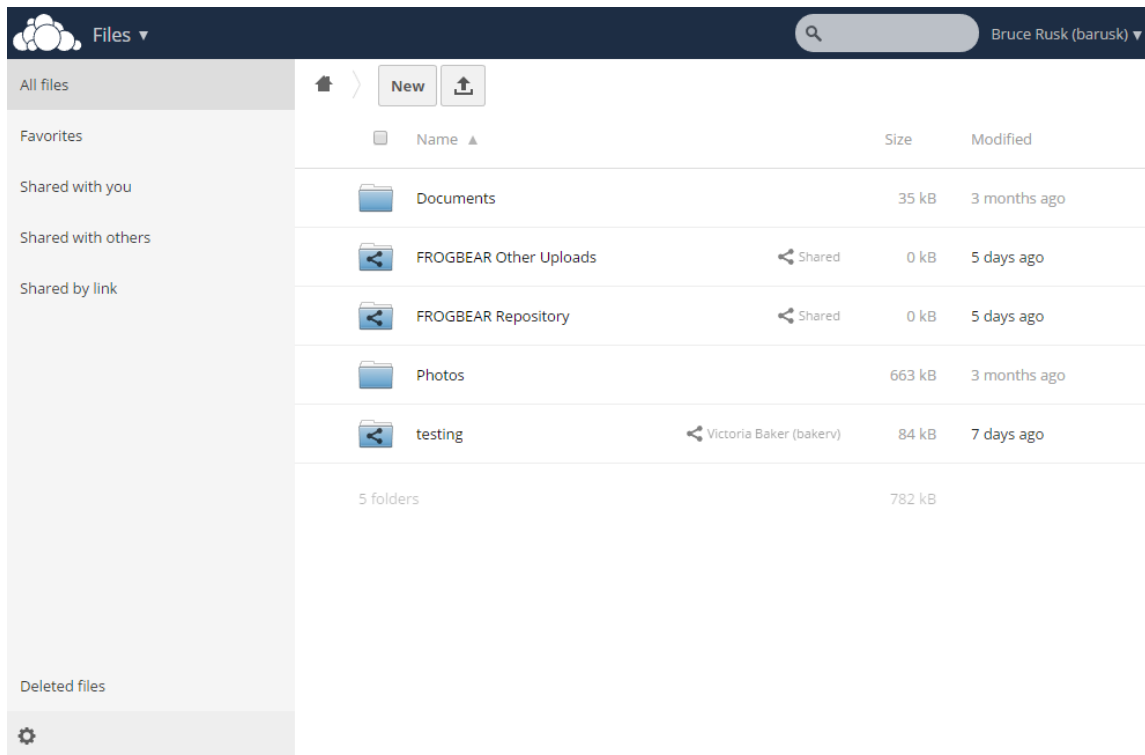 Files ▼ Bruce Rusk (barusk) ▼
All files
Favorites
Shared with you
Shared with others
Shared by link
Deleted files
New
Name ▲ Size Modified
Documents 35 kB 3 months ago
FROGBEAR Other Uploads Shared 0 kB 5 days ago
FROGBEAR Repository Shared 0 kB 5 days ago
Photos 663 kB 3 months ago
testing Victoria Baker (bakerv) 84 kB 7 days ago
5 folders 782 kB